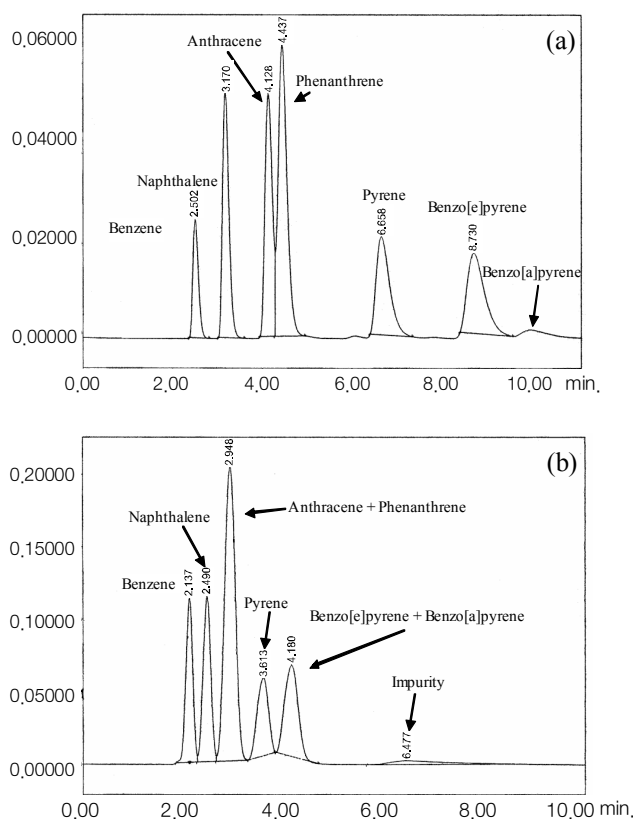 0.06000
0.04000
0.02000
0.00000
(a)
Anthracene
Phenanthrene
Naphthalene
Benzene
Pyrene
Benzo[e]pyrene
Benzo[a]pyrene
2.502
3.170
4.128
4.437
6.658
8.730
0.00 2.00 4.00 6.00 8.00 10.00 min.
0.20000
0.15000
0.10000
0.05000
0.00000
(b)
Anthracene + Phenanthrene
Naphthalene
Benzene
Pyrene
Benzo[e]pyrene + Benzo[a]pyrene
Impurity
2.137
2.490
2.948
3.613
4.180
6.477
0.00 2.00 4.00 6.00 8.00 10.00 min.